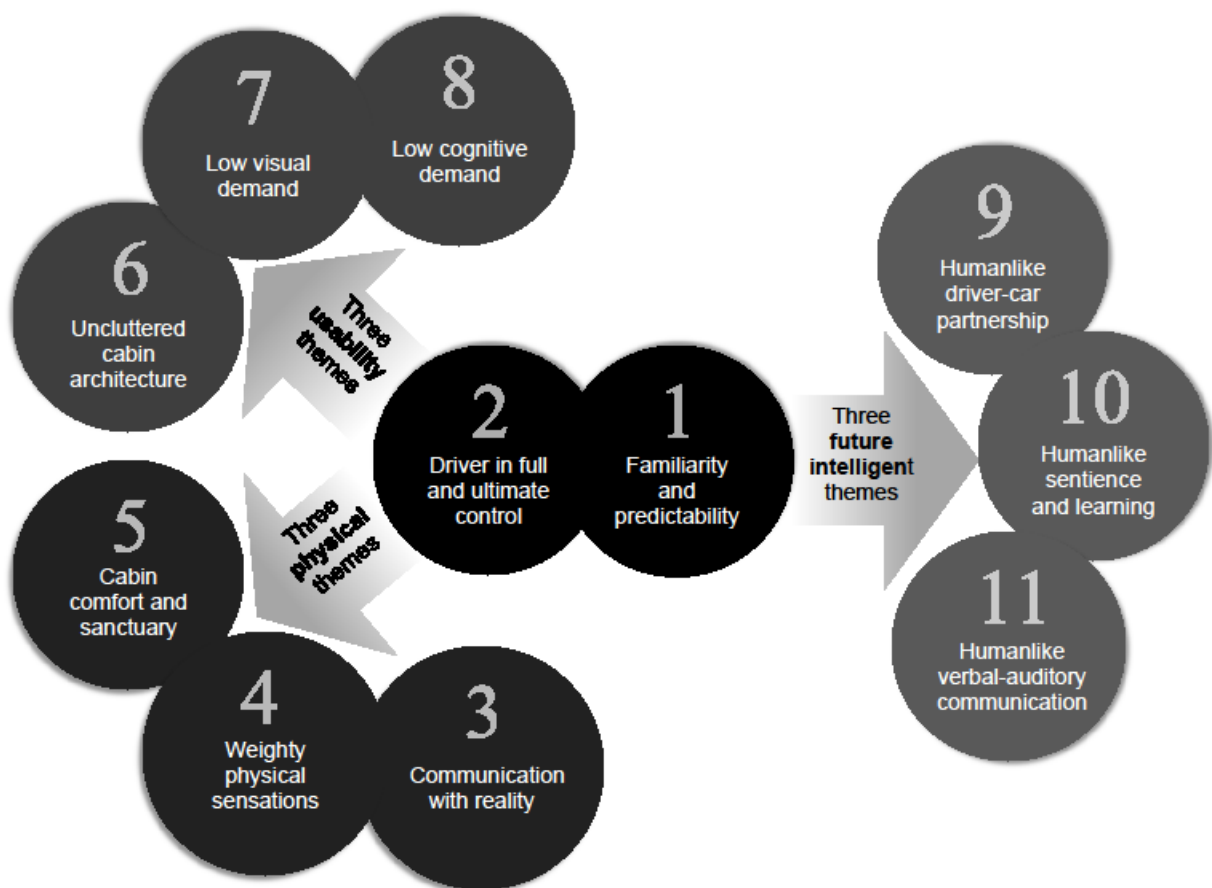 7
Low visual
demand
8
Low cognitive
demand
6
Uncluttered
cabin
architecture
Three
usability
themes
2
Driver in full
and ultimate
control
1
Familiarity
and
predictability
Three
future
intelligent
themes
9
Humanlike
driver-car
partnership
10
Humanlike
sentience
and learning
11
Humanlike
verbal-auditory
communication
Three
physical
themes
5
Cabin
comfort and
sanctuary
4
Weighty
physical
sensations
3
Communication
with reality